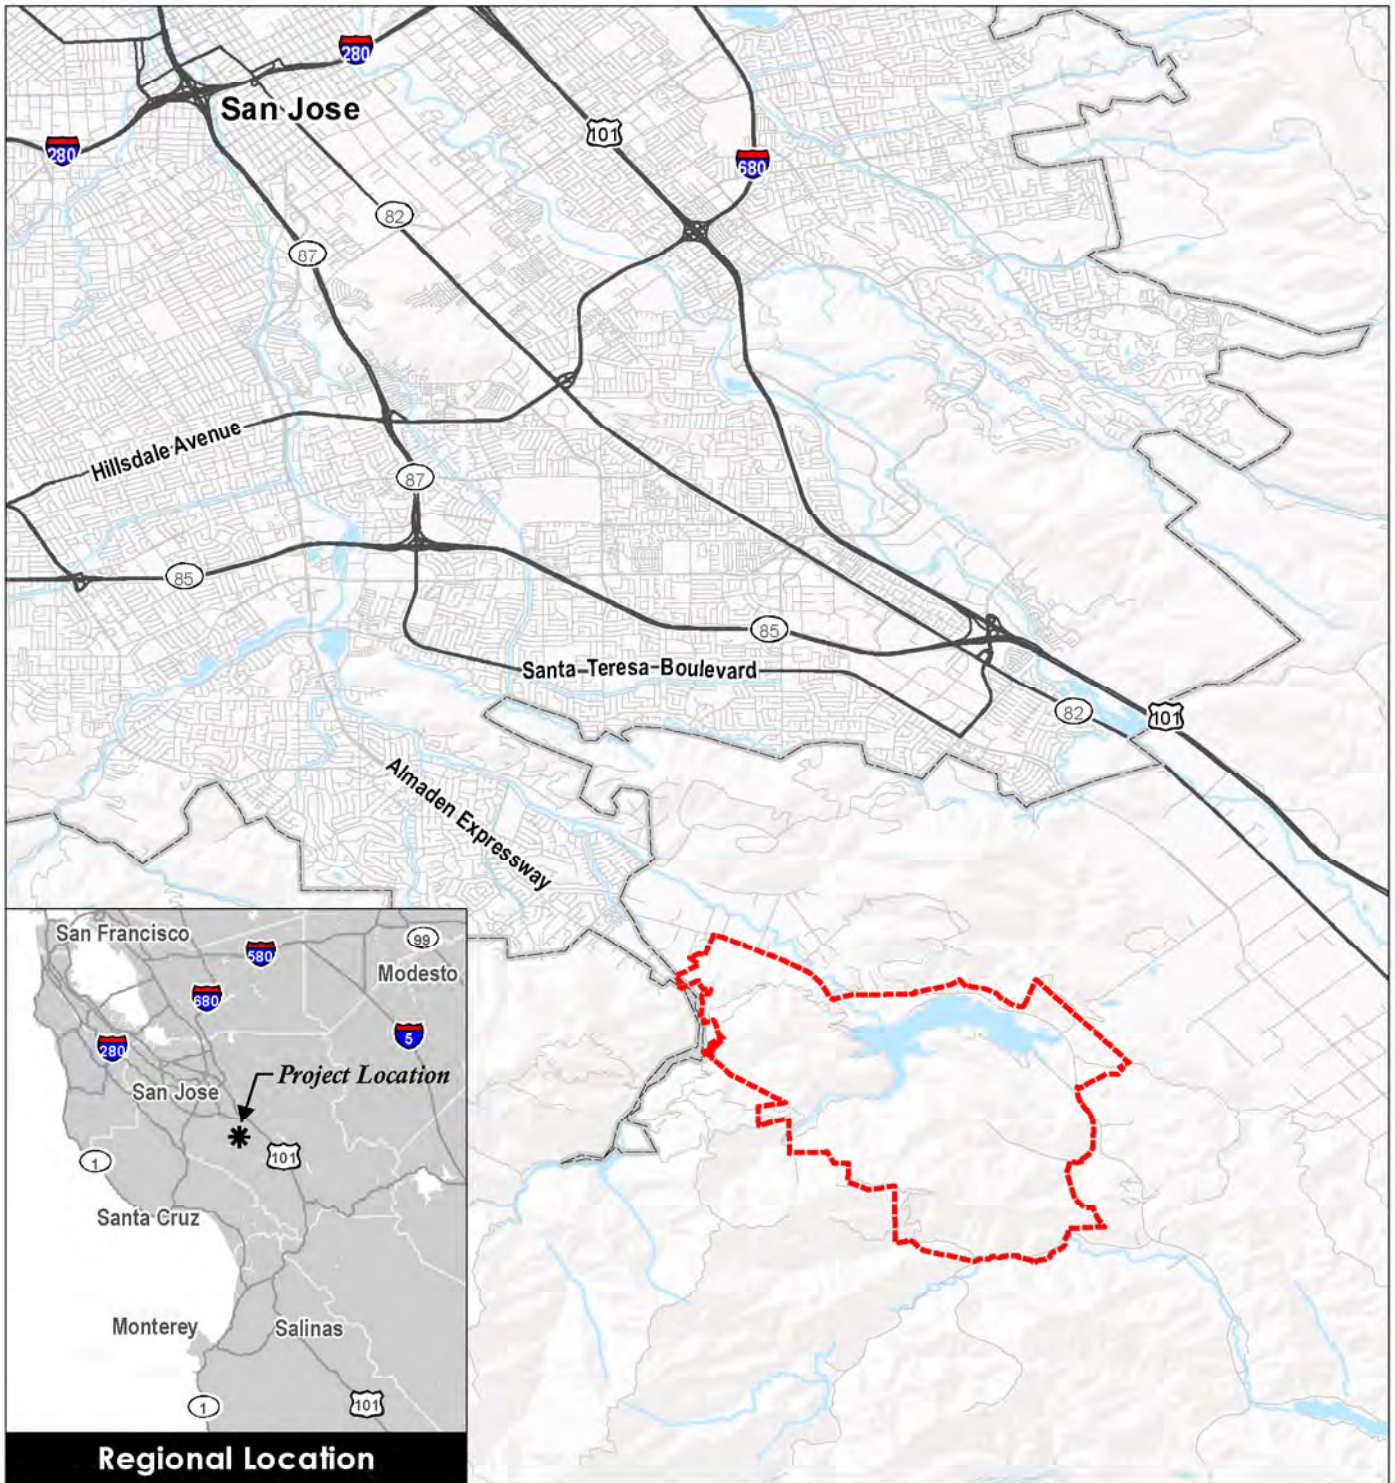 280
San Jose
101
280
680
82
87
Hillsdale Avenue
87
85
85
Santa Teresa Boulevard
82
101
Almaden Expressway
San Francisco
99
580
Modesto
680
5
280
Project Location
San Jose
101
1
Santa Cruz
Monterey
Salinas
1
101
Regional Location